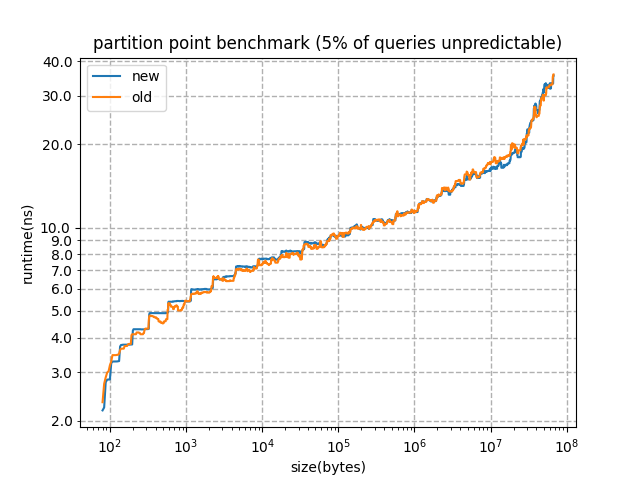 partition point benchmark (5% of queries unpredictable)
new
old
runtime(ns)
40.0
30.0
20.0
10.0
9.0
8.0
7.0
6.0
5.0
4.0
3.0
2.0
10² 10³ 10⁴ 10⁵ 10⁶ 10⁷ 10⁸
size(bytes)